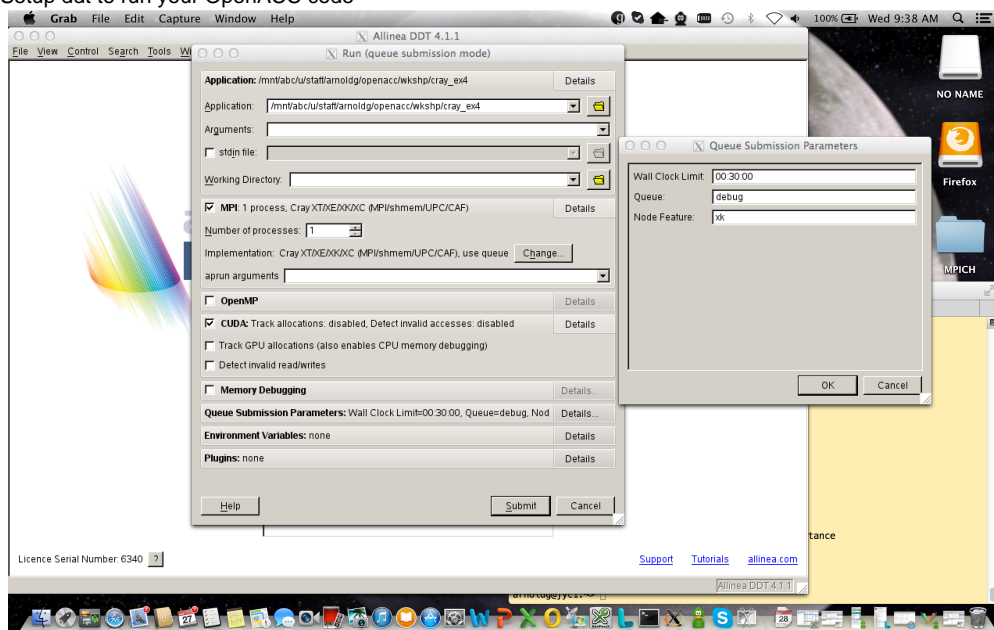 Setup ddt to run your OpenACC code
Grab File Edit Capture Window Help
100% Wed 9:38 AM
Allinea DDT 4.1.1
File View Control Search Tools
Run (queue submission mode)
Application: /mnt/abc/u/staff/arnoldg/openacc/wkshp/cray_ex4 Details
Application: /mnt/abc/u/staff/arnoldg/openacc/wkshp/cray_ex4
Arguments:
stdin file:
Working Directory:
MPI: 1 process, Cray XT/XE/XK/XC (MPI/shmem/UPC/CAF) Details
Number of processes: 1
Implementation: Cray XT/XE/XK/XC (MPI/shmem/UPC/CAF), use queue Change...
aprun arguments
OpenMP Details
CUDA: Track allocations: disabled, Detect invalid accesses: disabled Details
Track GPU allocations (also enables CPU memory debugging)
Detect invalid read/writes
Memory Debugging Details...
Queue Submission Parameters: Wall Clock Limit=00:30:00, Queue=debug, Nod Details...
Environment Variables: none Details
Plugins: none Details
Help Submit Cancel
Queue Submission Parameters
Wall Clock Limit: 00:30:00
Queue: debug
Node Feature: xk
OK Cancel
NO NAME
Firefox
MPICH
tance
Licence Serial Number: 6340 ?
Support Tutorials allinea.com
Allinea DDT 4.1.1